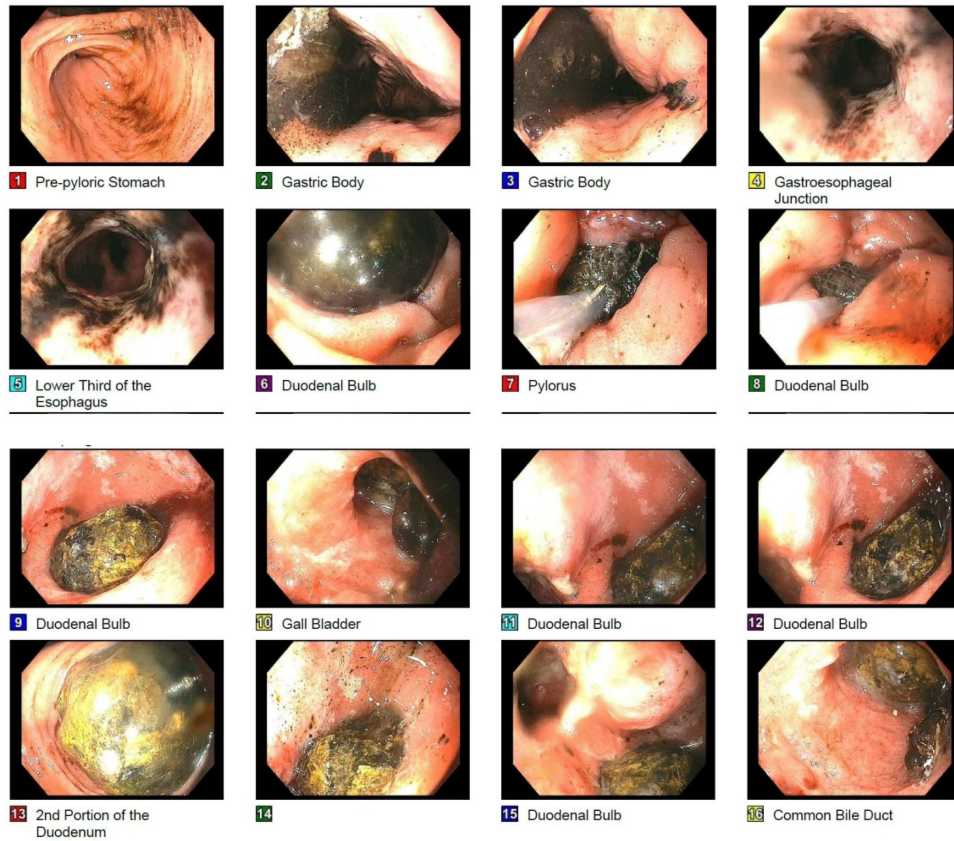 1 Pre-pyloric Stomach
2 Gastric Body
3 Gastric Body
4 Gastroesophageal
Junction
5 Lower Third of the
Esophagus
6 Duodenal Bulb
7 Pylorus
8 Duodenal Bulb
9 Duodenal Bulb
10 Gall Bladder
11 Duodenal Bulb
12 Duodenal Bulb
13 2nd Portion of the
Duodenum
14
15 Duodenal Bulb
16 Common Bile Duct